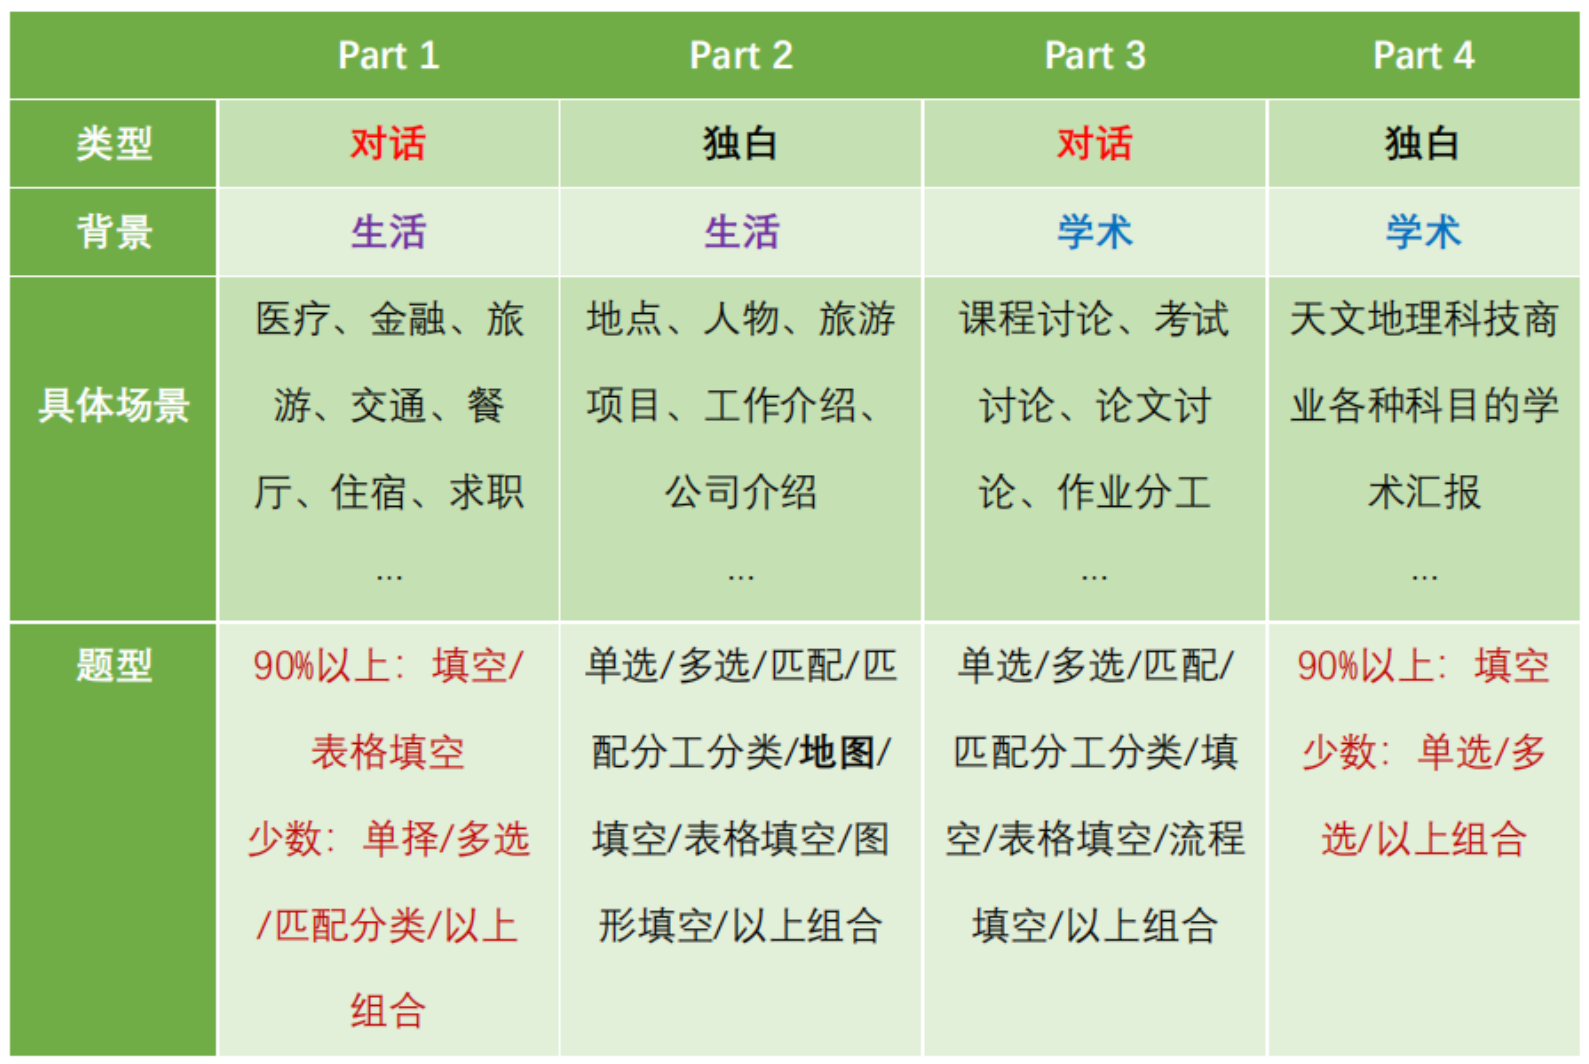 Part 1 Part 2 Part 3 Part 4
类型 对话 独白 对话 独白
背景 生活 生活 学术 学术
具体场景
医疗、金融、旅
游、交通、餐
厅、住宿、求职
...
地点、人物、旅游
项目、工作介绍、
公司介绍
...
课程讨论、考试
讨论、论文讨
论、作业分工
...
天文地理科技商
业各种科目的学
术汇报
...
题型
90%以上：填空/
表格填空
少数：单择/多选
/匹配分类/以上
组合
单选/多选/匹配/匹
配分工分类/地图/
填空/表格填空/图
形填空/以上组合
单选/多选/匹配/
匹配分工分类/填
空/表格填空/流程
填空/以上组合
90%以上：填空
少数：单选/多
选/以上组合